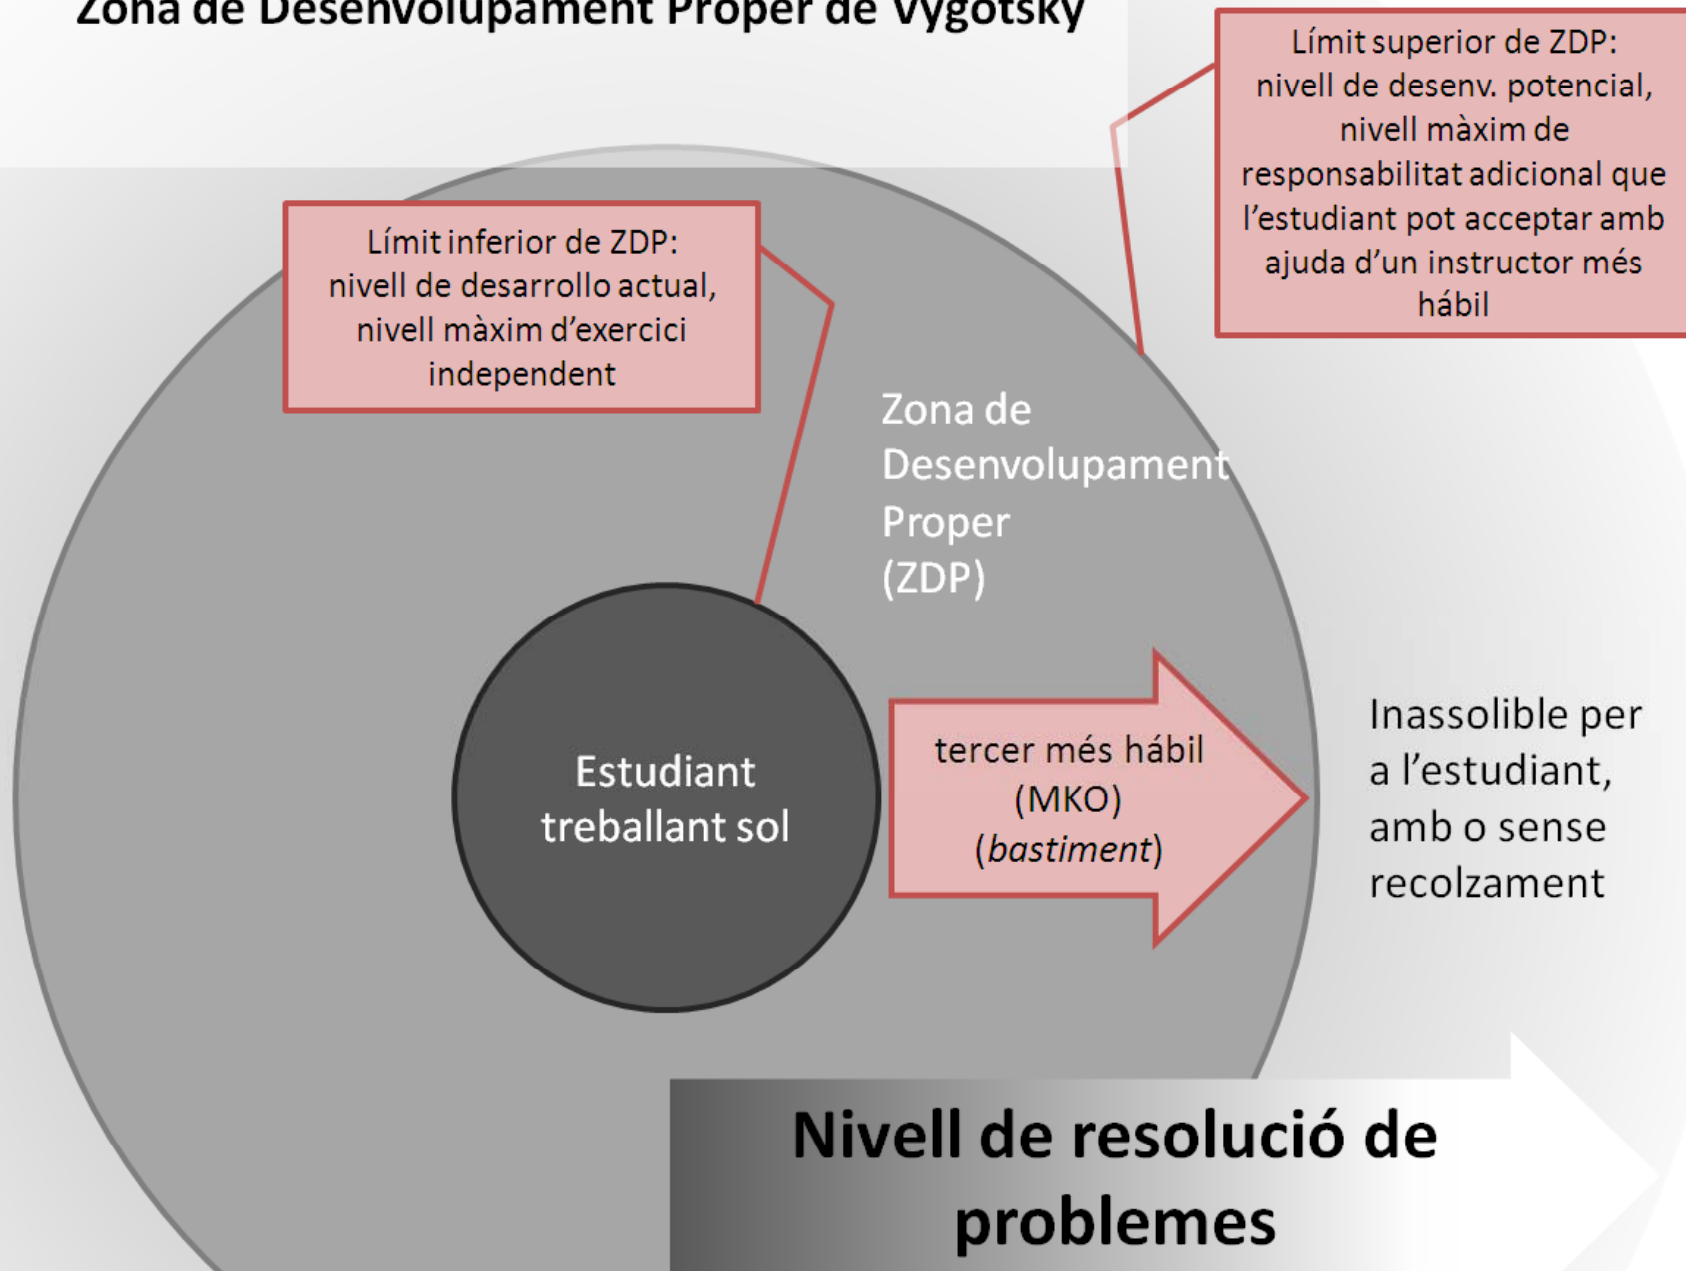 Zona de Desenvolupament Proper de Vygotsky
Límit superior de ZDP:
nivell de desenv. potencial,
nivell màxim de
responsabilitat adicional que
l'estudiant pot acceptar amb
ajuda d'un instructor més
hábil
Límit inferior de ZDP:
nivell de desarrollo actual,
nivell màxim d'exercici
independent
Zona de
Desenvolupament
Proper
(ZDP)
Estudiant
treballant sol
tercer més hábil
(MKO)
(bastiment)
Inassolible per
a l'estudiant,
amb o sense
recolzament
Nivell de resolució de
problemes